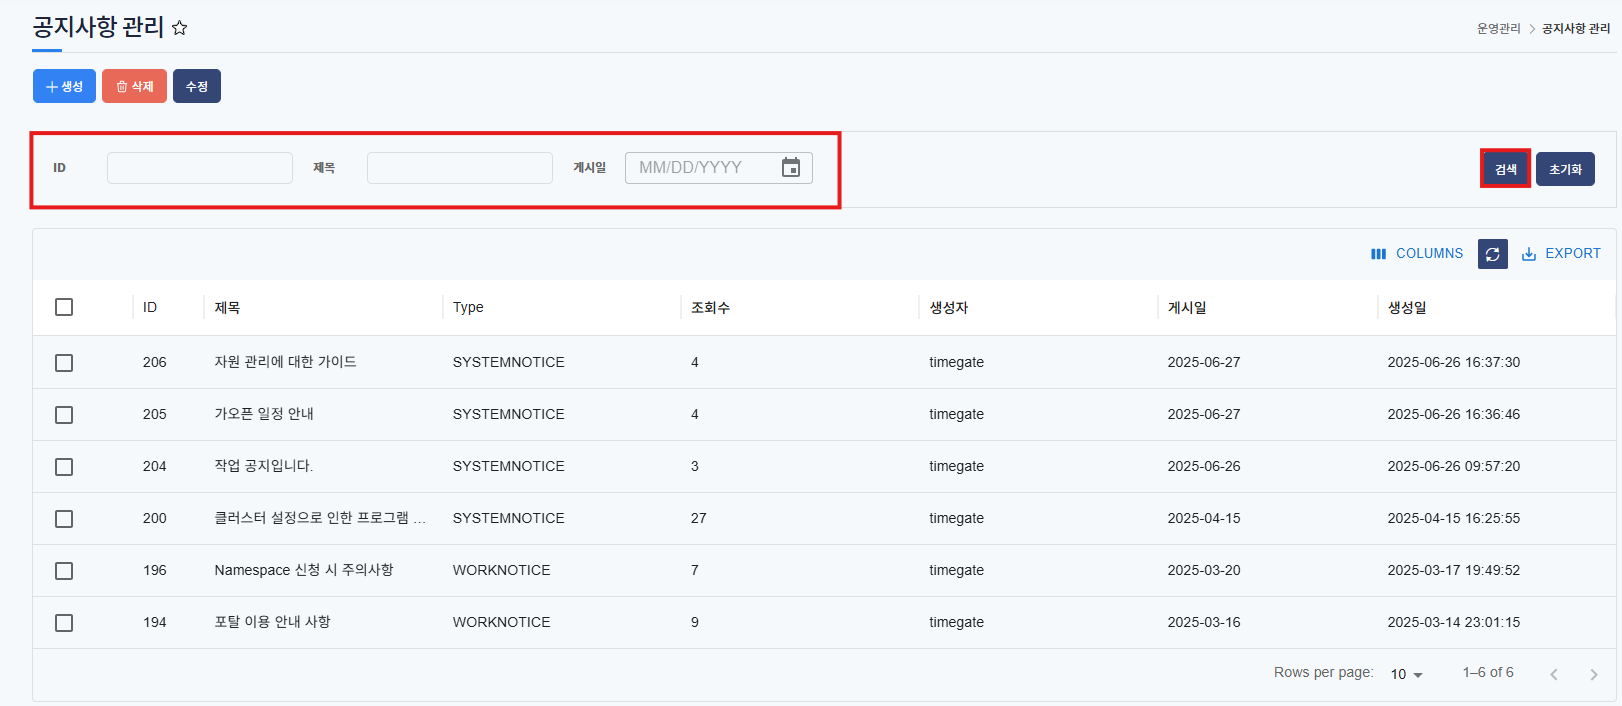 공지사항 관리
운영관리 > 공지사항 관리
생성 삭제 수정
ID 제목 게시일 MM/DD/YYYY 검색 초기화
COLUMNS EXPORT
ID 제목 Type 조회수 생성자 게시일 생성일
206 자원 관리에 대한 가이드 SYSTEMNOTICE 4 timegate 2025-06-27 2025-06-26 16:37:30
205 가오픈 일정 안내 SYSTEMNOTICE 4 timegate 2025-06-27 2025-06-26 16:36:46
204 작업 공지입니다. SYSTEMNOTICE 3 timegate 2025-06-26 2025-06-26 09:57:20
200 클러스터 설정으로 인한 프로그램 ... SYSTEMNOTICE 27 timegate 2025-04-15 2025-04-15 16:25:55
196 Namespace 신청 시 주의사항 WORKNOTICE 7 timegate 2025-03-20 2025-03-17 19:49:52
194 포탈 이용 안내 사항 WORKNOTICE 9 timegate 2025-03-16 2025-03-14 23:01:15
Rows per page: 10 1–6 of 6